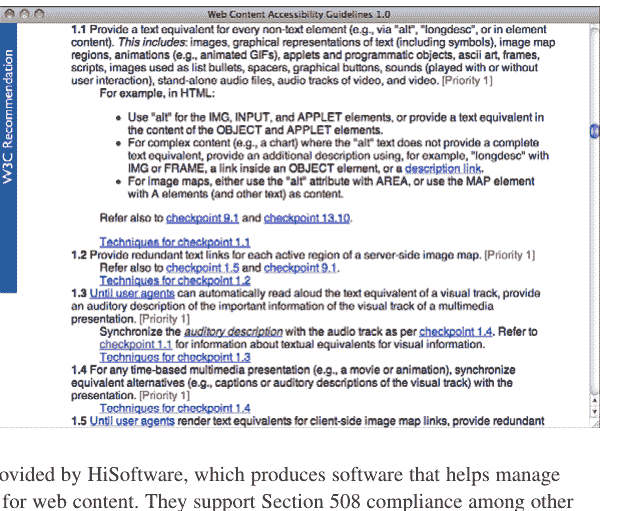 Web Content Accessibility Guidelines 1.0
W3C Recommendation
1.1 Provide a text equivalent for every non-text element (e.g., via "alt", "longdesc", or in element
content). This includes: images, graphical representations of text (including symbols), image map
regions, animations (e.g., animated GIFs), applets and programmatic objects, ascii art, frames,
scripts, images used as list bullets, spacers, graphical buttons, sounds (played with or without
user interaction), stand-alone audio files, audio tracks of video, and video. [Priority 1]
For example, in HTML:
• Use "alt" for the IMG, INPUT, and APPLET elements, or provide a text equivalent in
the content of the OBJECT and APPLET elements.
• For complex content (e.g., a chart) where the "alt" text does not provide a complete
text equivalent, provide an additional description using, for example, "longdesc" with
IMG or FRAME, a link inside an OBJECT element, or a description link.
• For image maps, either use the "alt" attribute with AREA, or use the MAP element
with A elements (and other text) as content.
Refer also to checkpoint 9.1 and checkpoint 13.10.
Techniques for checkpoint 1.1
1.2 Provide redundant text links for each active region of a server-side image map. [Priority 1]
Refer also to checkpoint 1.5 and checkpoint 9.1.
Techniques for checkpoint 1.2
1.3 Until user agents can automatically read aloud the text equivalent of a visual track, provide
an auditory description of the important information of the visual track of a multimedia
presentation. [Priority 1]
Synchronize the auditory description with the audio track as per checkpoint 1.4. Refer to
checkpoint 1.1 for information about textual equivalents for visual information.
Techniques for checkpoint 1.3
1.4 For any time-based multimedia presentation (e.g., a movie or animation), synchronize
equivalent alternatives (e.g., captions or auditory descriptions of the visual track) with the
presentation. [Priority 1]
Techniques for checkpoint 1.4
1.5 Until user agents render text equivalents for client-side image map links, provide redundant
ovided by HiSoftware, which produces software that helps manage
for web content. They support Section 508 compliance among other